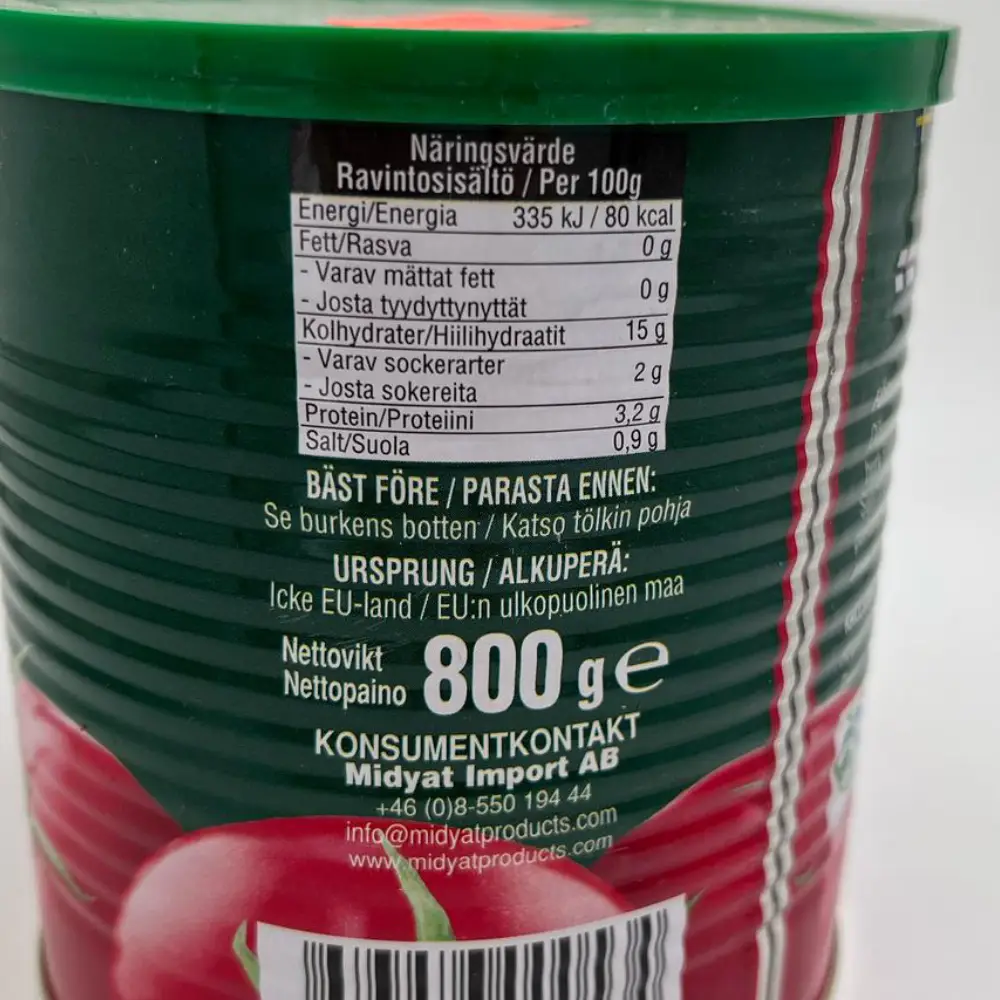 Näringsvärde
Ravintosisältö / Per 100g
Energi/Energia 335 kJ / 80 kcal
Fett/Rasva 0 g
- Varav mättat fett
- Josta tyydyttynyttät 0 g
Kolhydrater/Hiilihydraatit 15 g
- Varav sockerarter
- Josta sokereita 2 g
Protein/Proteiini 3,2 g
Salt/Suola 0,9 g
BÄST FÖRE / PARASTA ENNEN:
Se burkens botten / Katso tölkin pohja
URSPRUNG / ALKUPERÄ:
Icke EU-land / EU:n ulkopuolinen maa
Nettovikt
Nettopaino 800 g e
KONSUMENTKONTAKT
Midyat Import AB
+46 (0)8-550 194 44
info@midyatproducts.com
www.midyatproducts.com